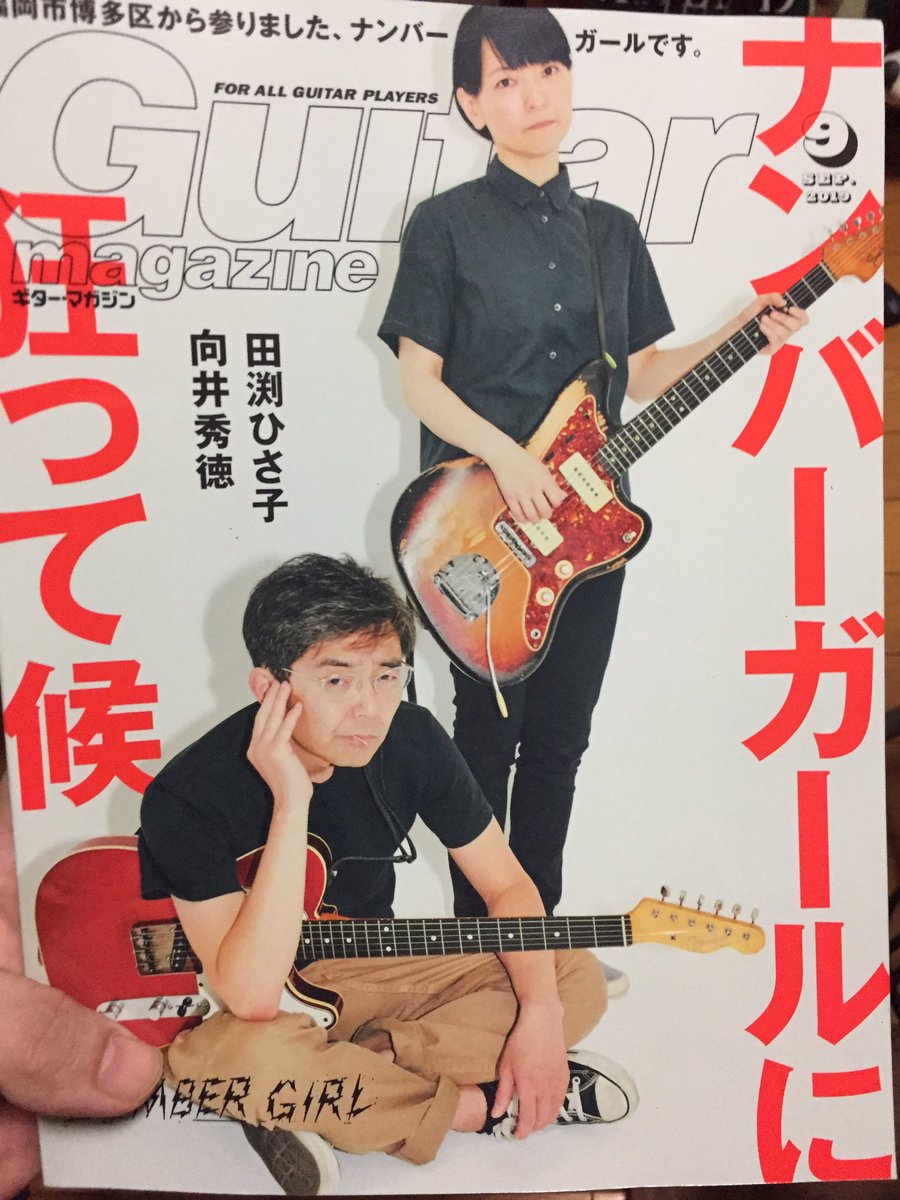 福岡市博多区から参りました、ナンバーガールです。
FOR ALL GUITAR PLAYERS
Guitar
magazine
ギター・マガジン
9
SEP.
2019
ナンバーガールに
狂って候
田渕ひさ子
向井秀徳
MBER GIRL